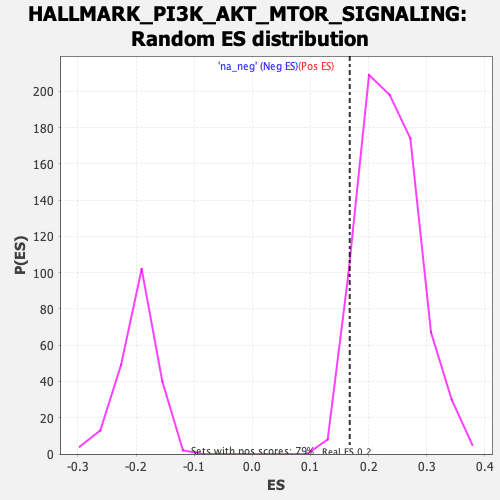 HALLMARK_PI3K_AKT_MTOR_SIGNALING:
Random ES distribution
'na_neg' (Neg ES)(Pos ES)
200
180
160
140
120
100
80
60
40
20
0
P(ES)
Sets with pos scores: 79%
Real ES 0.2
-0.3 -0.2 -0.1 0.0 0.1 0.2 0.3 0.4
ES